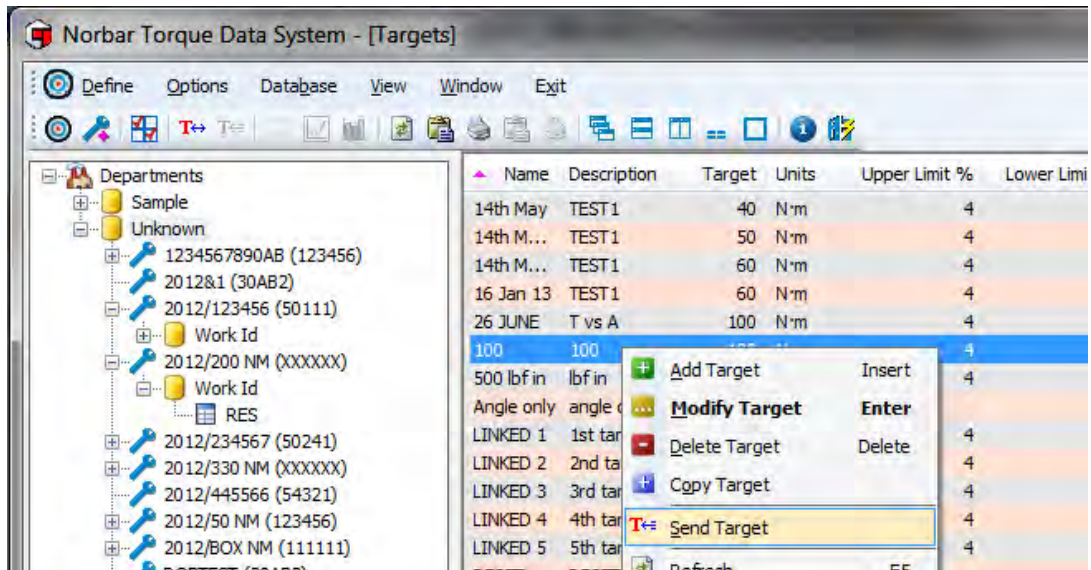 Norbar Torque Data System - [Targets]
Define Options Database View Window Exit
Departments
Sample
Unknown
1234567890AB (123456)
2012&1 (30AB2)
2012/123456 (50111)
Work Id
2012/200 NM (XXXXXX)
Work Id
RES
2012/234567 (50241)
2012/330 NM (XXXXXX)
2012/445566 (54321)
2012/50 NM (123456)
2012/BOX NM (111111)
Name Description Target Units Upper Limit % Lower Limi
14th May TEST1 40 N·m 4
14th M... TEST1 50 N·m 4
14th M... TEST1 60 N·m 4
16 Jan 13 TEST1 60 N·m 4
26 JUNE T vs A 100 N·m 4
100 100 4
500 lbf in lbf in 4
Angle only angle
LINKED 1 1st tar 4
LINKED 2 2nd ta 4
LINKED 3 3rd tar 4
LINKED 4 4th tar 4
LINKED 5 5th tar 4
Add Target Insert
Modify Target Enter
Delete Target Delete
Copy Target
Send Target
Refresh F5